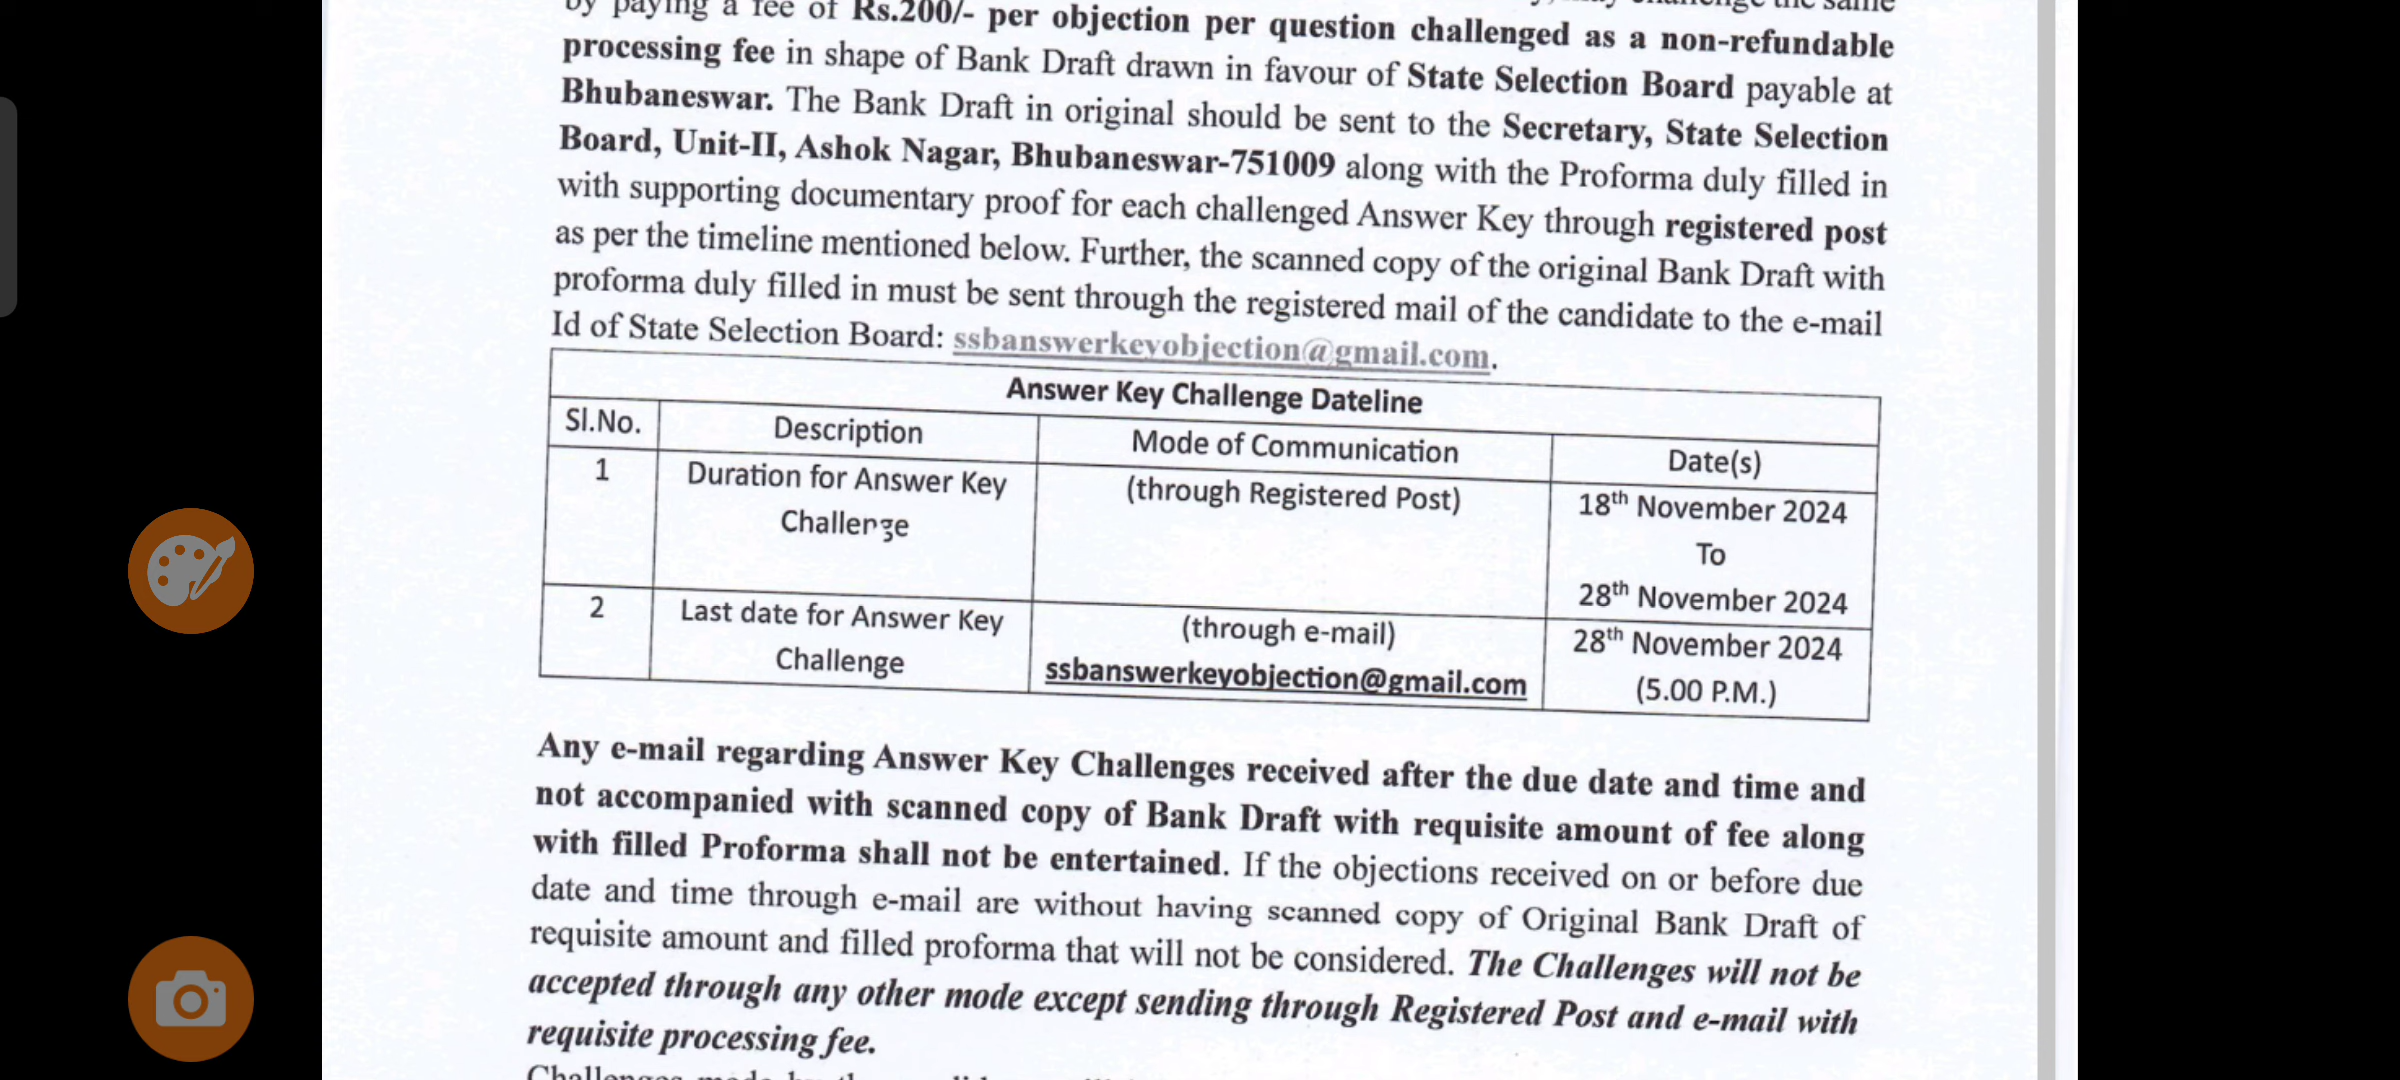 by paying a fee of Rs.200/- per objection per question challenged as a non-refundable
processing fee in shape of Bank Draft drawn in favour of State Selection Board payable at
Bhubaneswar. The Bank Draft in original should be sent to the Secretary, State Selection
Board, Unit-II, Ashok Nagar, Bhubaneswar-751009 along with the Proforma duly filled in
with supporting documentary proof for each challenged Answer Key through registered post
as per the timeline mentioned below. Further, the scanned copy of the original Bank Draft with
proforma duly filled in must be sent through the registered mail of the candidate to the e-mail
Id of State Selection Board: ssbanswerkeyobjection@gmail.com.
Answer Key Challenge Dateline
Sl.No. Description Mode of Communication Date(s)
1 Duration for Answer Key (through Registered Post) 18th November 2024
Challenge To
28th November 2024
2 Last date for Answer Key (through e-mail) 28th November 2024
Challenge ssbanswerkeyobjection@gmail.com (5.00 P.M.)
Any e-mail regarding Answer Key Challenges received after the due date and time and
not accompanied with scanned copy of Bank Draft with requisite amount of fee along
with filled Proforma shall not be entertained. If the objections received on or before due
date and time through e-mail are without having scanned copy of Original Bank Draft of
requisite amount and filled proforma that will not be considered. The Challenges will not be
accepted through any other mode except sending through Registered Post and e-mail with
requisite processing fee.